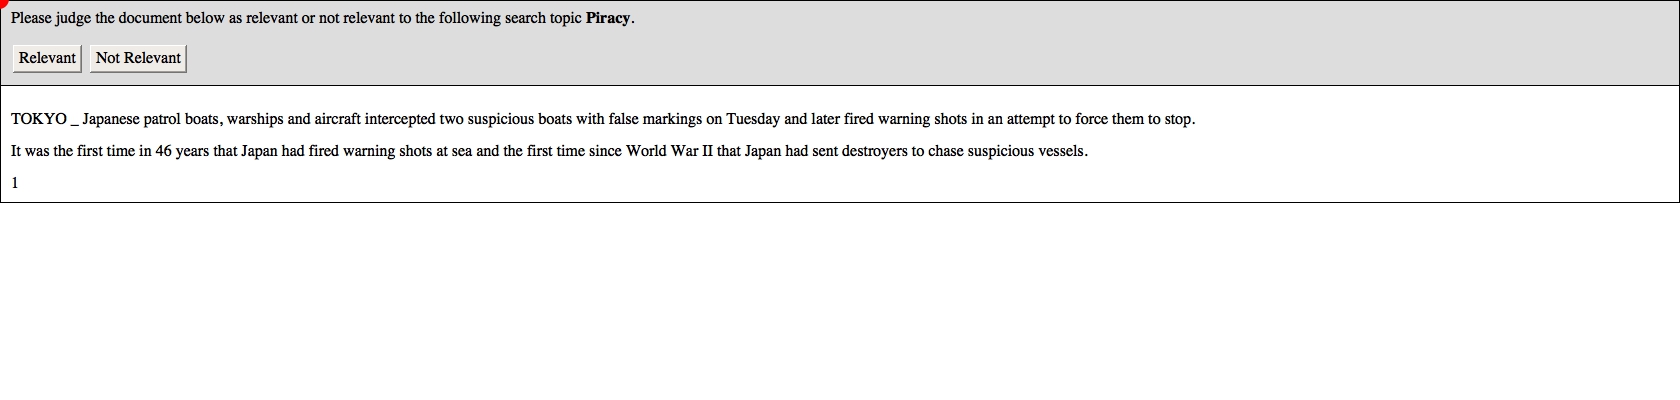 Please judge the document below as relevant or not relevant to the following search topic Piracy.
Relevant Not Relevant
TOKYO _ Japanese patrol boats, warships and aircraft intercepted two suspicious boats with false markings on Tuesday and later fired warning shots in an attempt to force them to stop.
It was the first time in 46 years that Japan had fired warning shots at sea and the first time since World War II that Japan had sent destroyers to chase suspicious vessels.
1